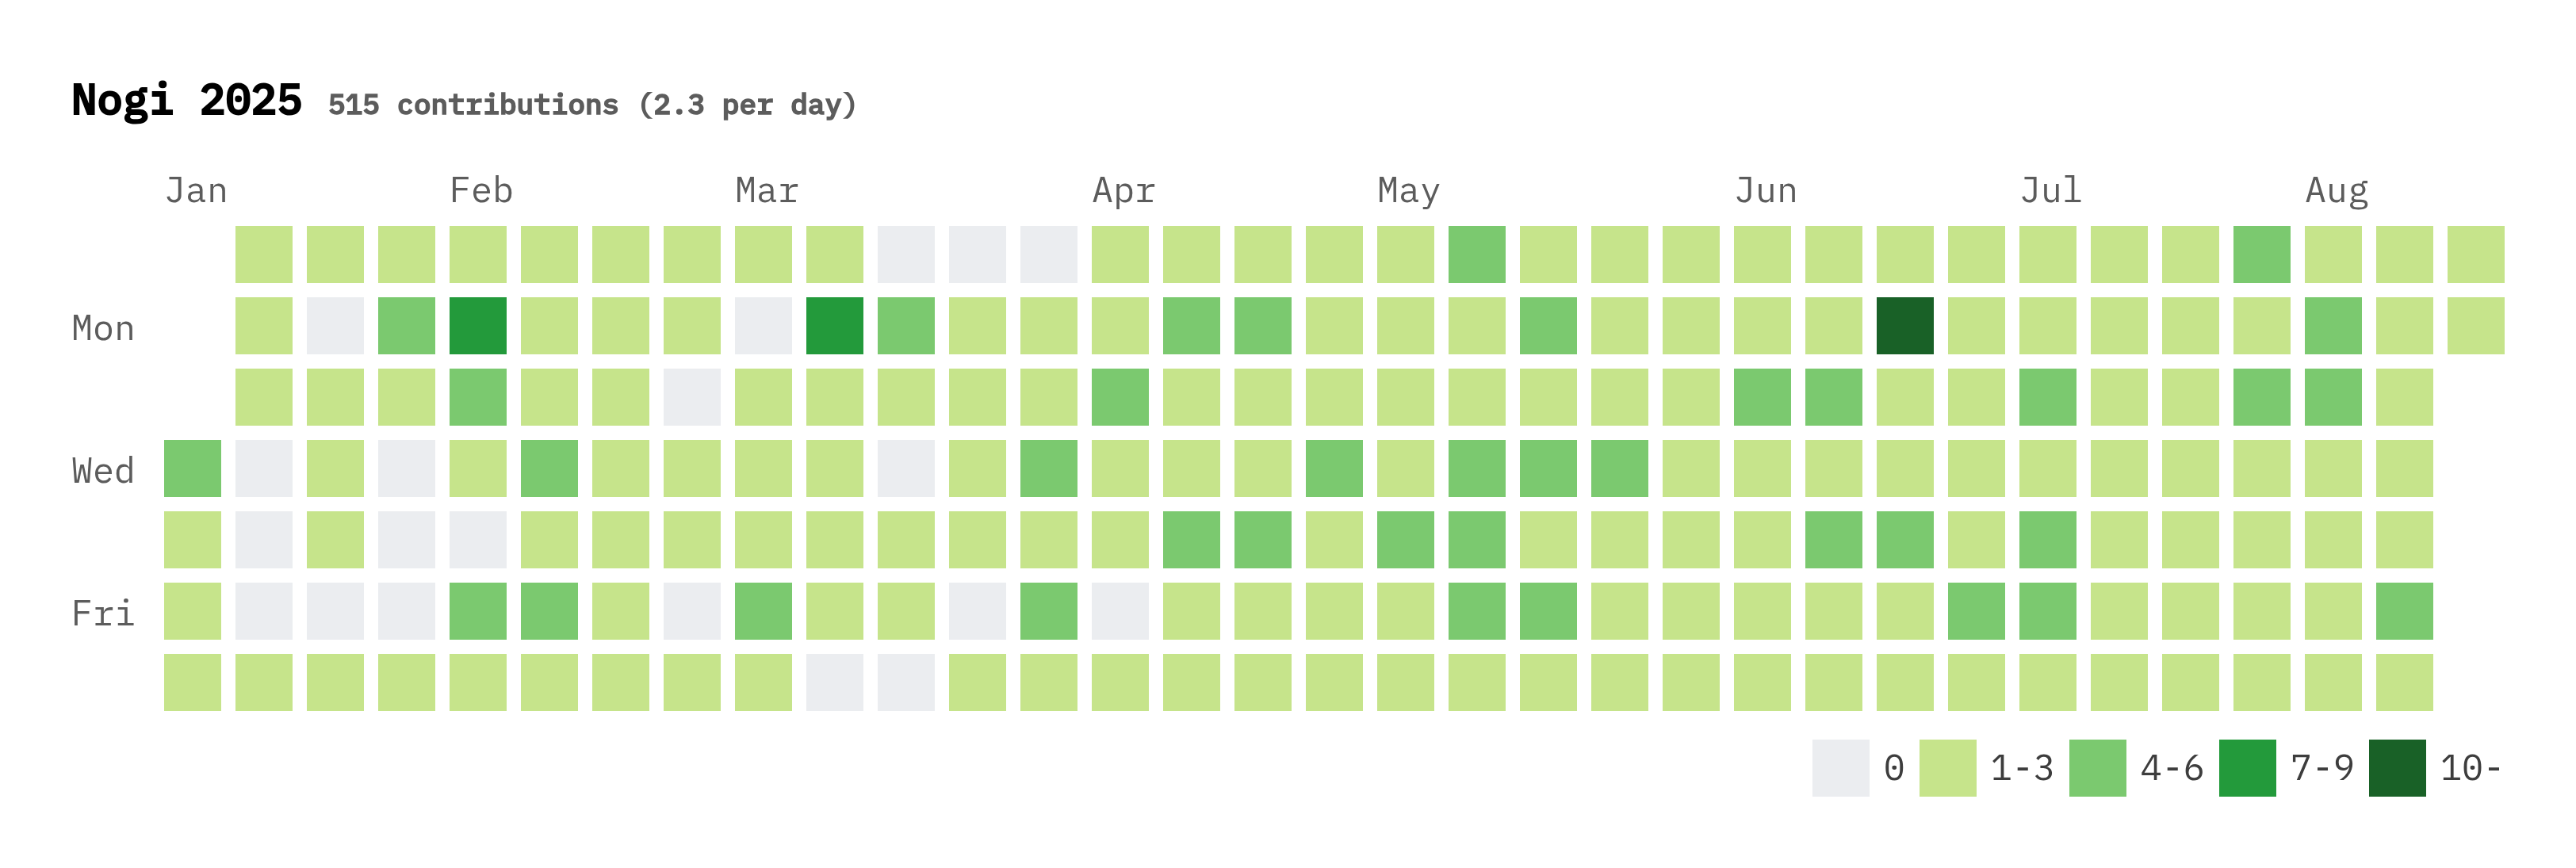 Nogi 2025 515 contributions (2.3 per day)
Jan Feb Mar Apr May Jun Jul Aug
Mon
Wed
Fri
0 1-3 4-6 7-9 10-